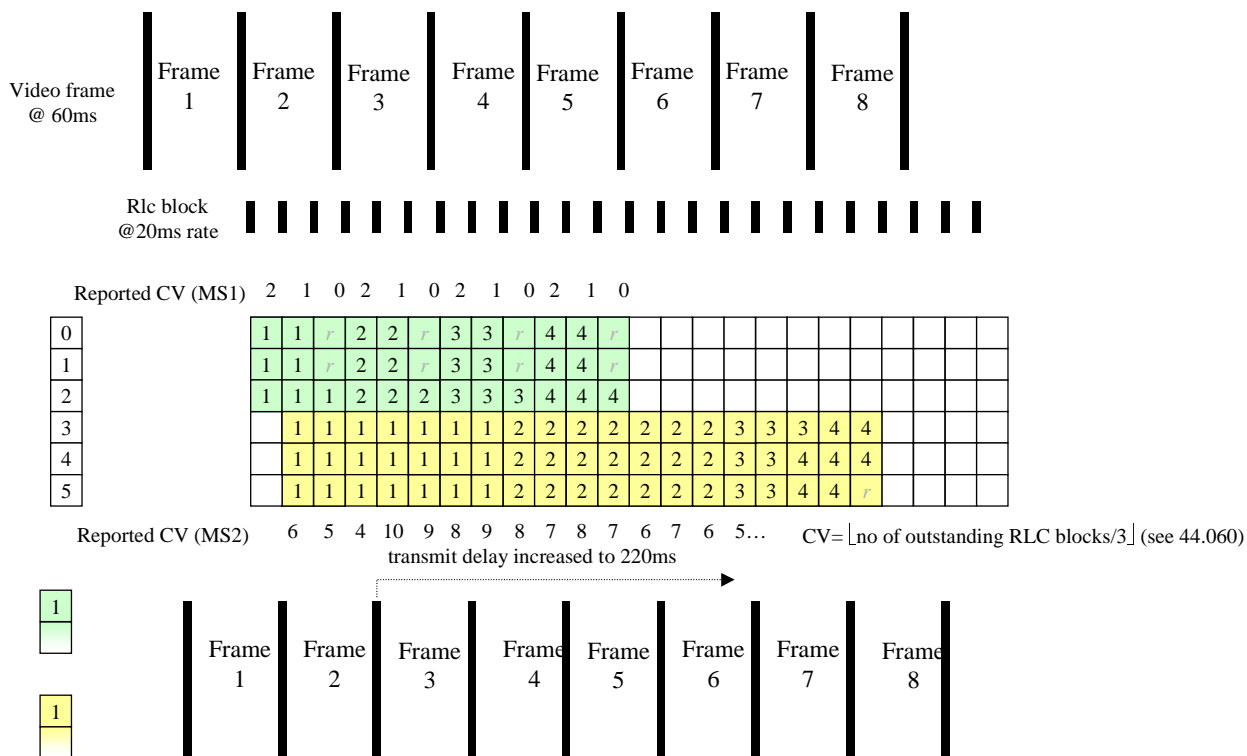 Video frame
@ 60ms
Frame 1
Frame 2
Frame 3
Frame 4
Frame 5
Frame 6
Frame 7
Frame 8
Rlc block
@20ms rate
Reported CV (MS1) 2 1 0 2 1 0 2 1 0 2 1 0
0 1 1 r 2 2 r 3 3 r 4 4 r
1 1 1 r 2 2 r 3 3 r 4 4 r
2 1 1 1 2 2 2 3 3 3 4 4 4
3 1 1 1 1 1 1 1 2 2 2 2 2 2 2 3 3 3 4 4
4 1 1 1 1 1 1 1 2 2 2 2 2 2 2 3 3 4 4 4
5 1 1 1 1 1 1 1 2 2 2 2 2 2 2 3 3 4 4 r
Reported CV (MS2) 6 5 4 10 9 8 9 8 7 8 7 6 7 6 5… CV=⌊no of outstanding RLC blocks/3⌋ (see 44.060)
transmit delay increased to 220ms
1
Frame 1
Frame 2
Frame 3
Frame 4
Frame 5
Frame 6
Frame 7
Frame 8
1